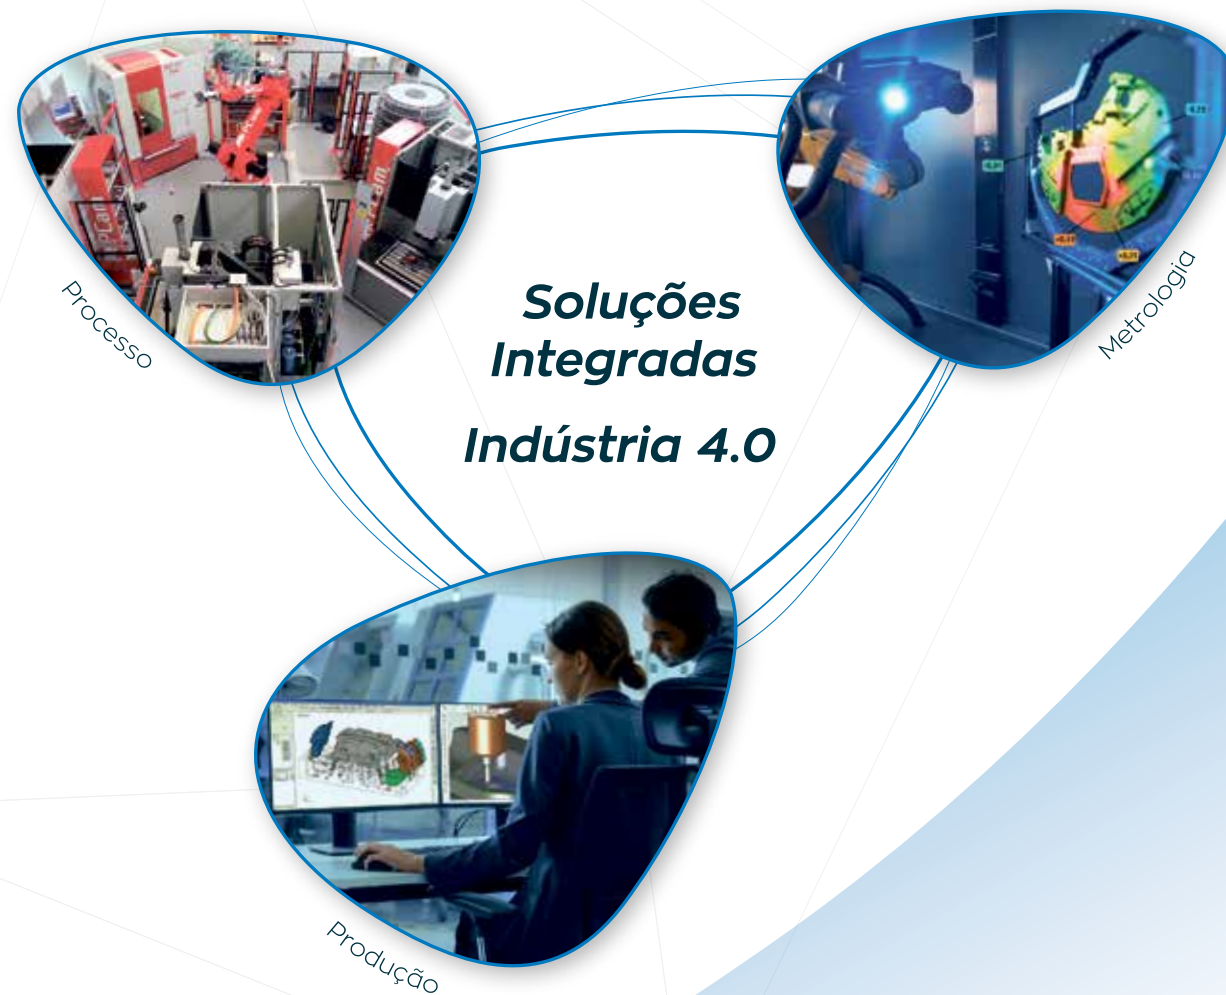 Processo
Metrologia
Soluções
Integradas
Indústria 4.0
Produção